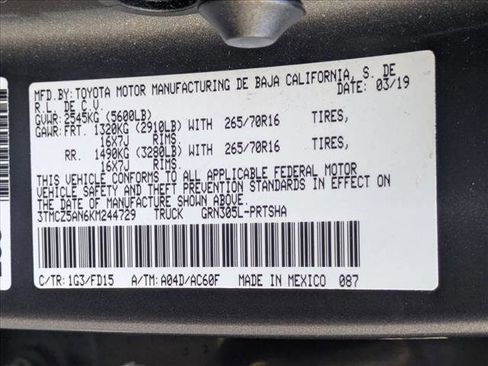 MFD.BY: TOYOTA MOTOR MANUFACTURING DE BAJA CALIFORNIA, S. DE
R.L. DE C.V. 03/19
GVWR: 2545KG (5600LB)
GAWR: FRT. 1320KG (2910LB) WITH 265/70R16 TIRES,
16X7J RIMS
RR. 1490KG (3280LB) WITH 265/70R16 TIRES,
16X7J RIMS
THIS VEHICLE CONFORMS TO ALL APPLICABLE FEDERAL MOTOR
VEHICLE SAFETY AND THEFT PREVENTION STANDARDS IN EFFECT ON
THE DATE OF MANUFACTURE SHOWN ABOVE.
3TMCZ5AN6KM244729 TRUCK GRN305L-PRTSHA
C/TR: 1G3/FD15 A/TM: A04D/AC60F MADE IN MEXICO 087